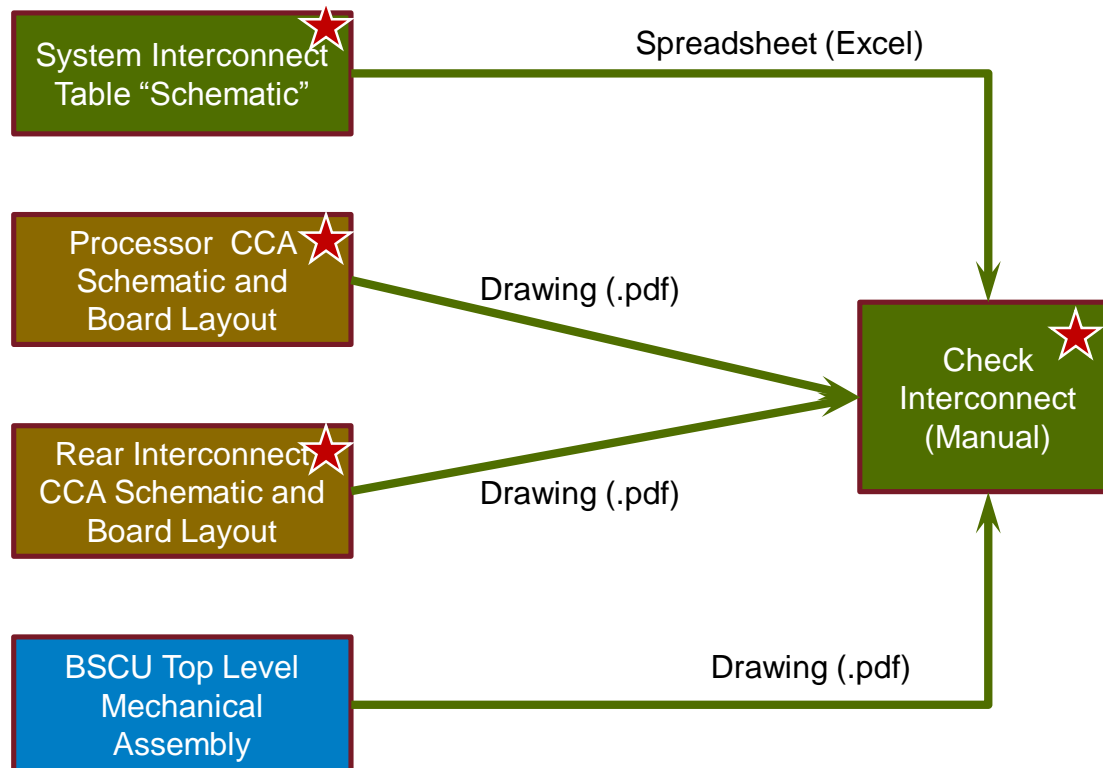 System Interconnect
Table “Schematic”
Spreadsheet (Excel)
Processor CCA
Schematic and
Board Layout
Drawing (.pdf)
Check
Interconnect
(Manual)
Rear Interconnect
CCA Schematic and
Board Layout
Drawing (.pdf)
BSCU Top Level
Mechanical
Assembly
Drawing (.pdf)